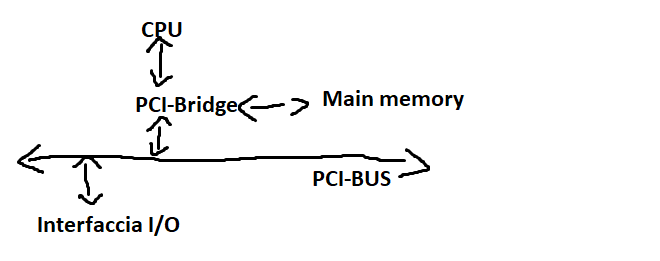 CPU
PCI-Bridge
Main memory
PCI-BUS
Interfaccia I/O